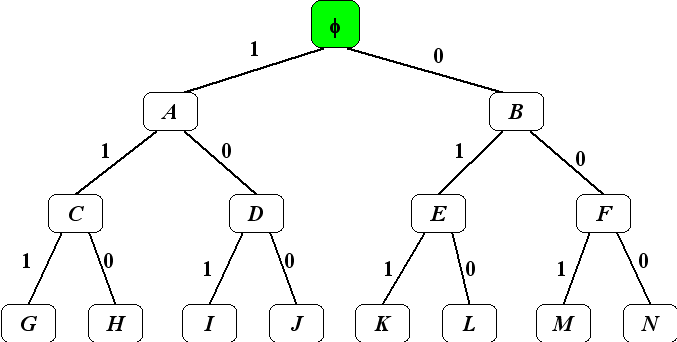 ϕ
1 0
A B
1 0 1 0
C D E F
1 0 1 0 1 0 1 0
G H I J K L M N